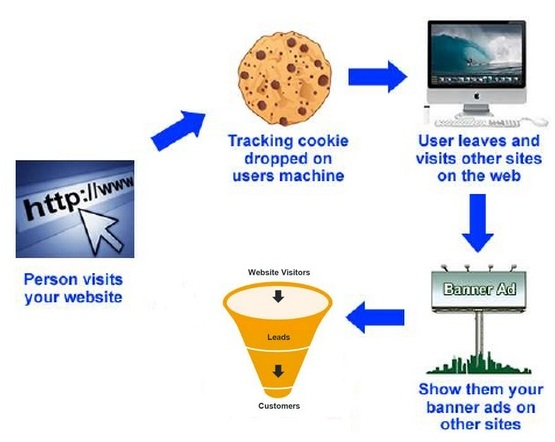 http://www
Person visits
your website
Tracking cookie
dropped on
users machine
User leaves and
visits other sites
on the web
Banner Ad
Show them your
banner ads on
other sites
Website Visitors
Leads
Customers